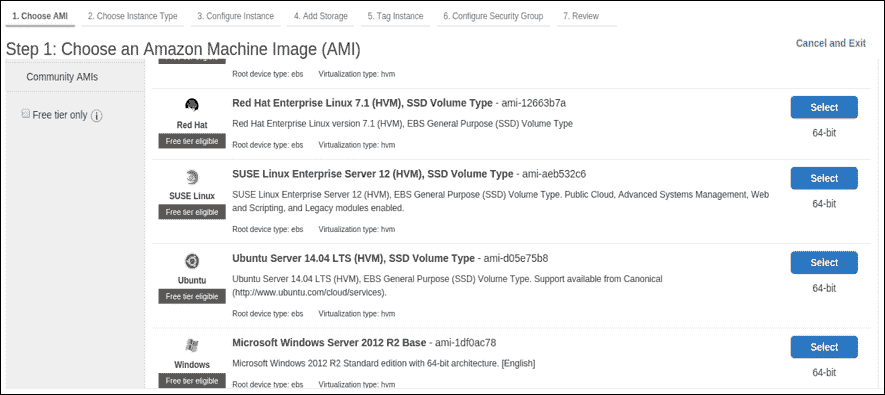 1. Choose AMI 2. Choose Instance Type 3. Configure Instance 4. Add Storage 5. Tag Instance 6. Configure Security Group 7. Review
Step 1: Choose an Amazon Machine Image (AMI)
Cancel and Exit
Community AMIs
Free tier only
Free tier eligible
Root device type: ebs Virtualization type: hvm
Red Hat
Free tier eligible
Red Hat Enterprise Linux 7.1 (HVM), SSD Volume Type - ami-12663b7a
Red Hat Enterprise Linux version 7.1 (HVM), EBS General Purpose (SSD) Volume Type
Root device type: ebs Virtualization type: hvm
Select
64-bit
SUSE Linux
Free tier eligible
SUSE Linux Enterprise Server 12 (HVM), SSD Volume Type - ami-aeb532c6
SUSE Linux Enterprise Server 12 (HVM), EBS General Purpose (SSD) Volume Type. Public Cloud, Advanced Systems Management, Web
and Scripting, and Legacy modules enabled.
Root device type: ebs Virtualization type: hvm
Select
64-bit
Ubuntu
Free tier eligible
Ubuntu Server 14.04 LTS (HVM), SSD Volume Type - ami-d05e75b8
Ubuntu Server 14.04 LTS (HVM), EBS General Purpose (SSD) Volume Type. Support available from Canonical
(http://www.ubuntu.com/cloud/services).
Root device type: ebs Virtualization type: hvm
Select
64-bit
Windows
Free tier eligible
Microsoft Windows Server 2012 R2 Base - ami-1df0ac78
Microsoft Windows 2012 R2 Standard edition with 64-bit architecture. [English]
Root device type: ebs Virtualization type: hvm
Select
64-bit